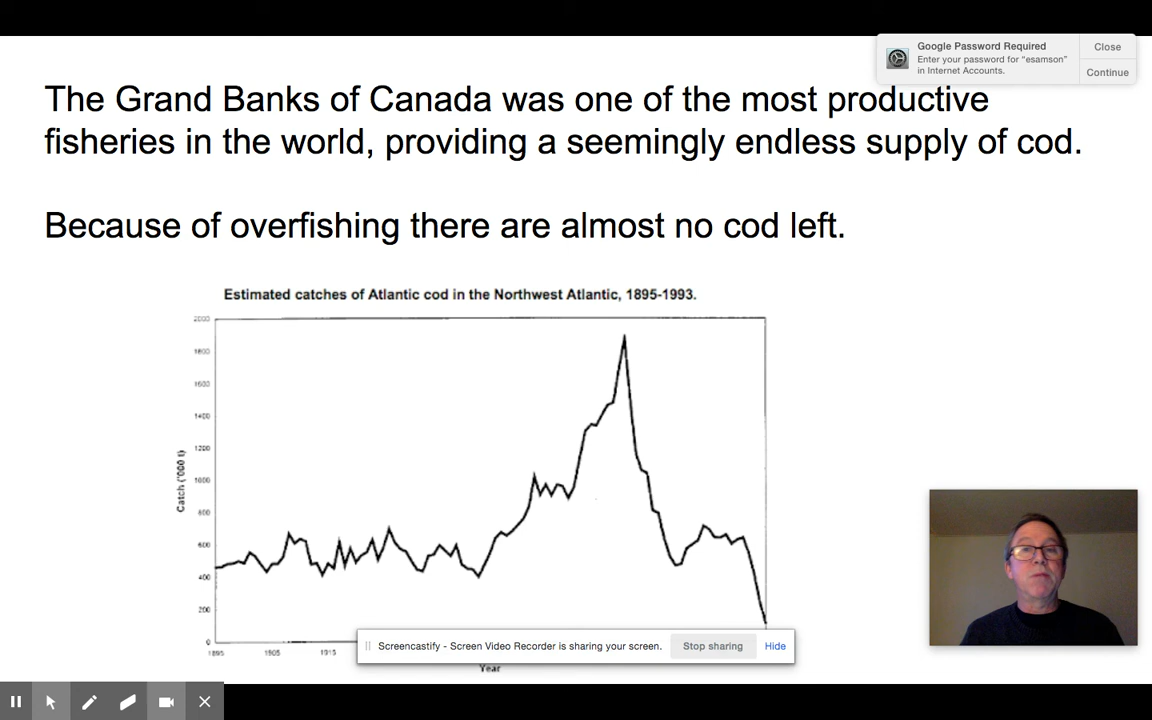 Google Password Required
Close
Enter your password for "esamson"
in Internet Accounts.
Continue
The Grand Banks of Canada was one of the most productive
fisheries in the world, providing a seemingly endless supply of cod.
Because of overfishing there are almost no cod left.
Estimated catches of Atlantic cod in the Northwest Atlantic, 1895-1993.
2000
1800
1600
1400
1200
1000
800
600
400
200
0
Catch ('000 t)
1895
1905
1915
Screencastify - Screen Video Recorder is sharing your screen.
Stop sharing
Hide
Year